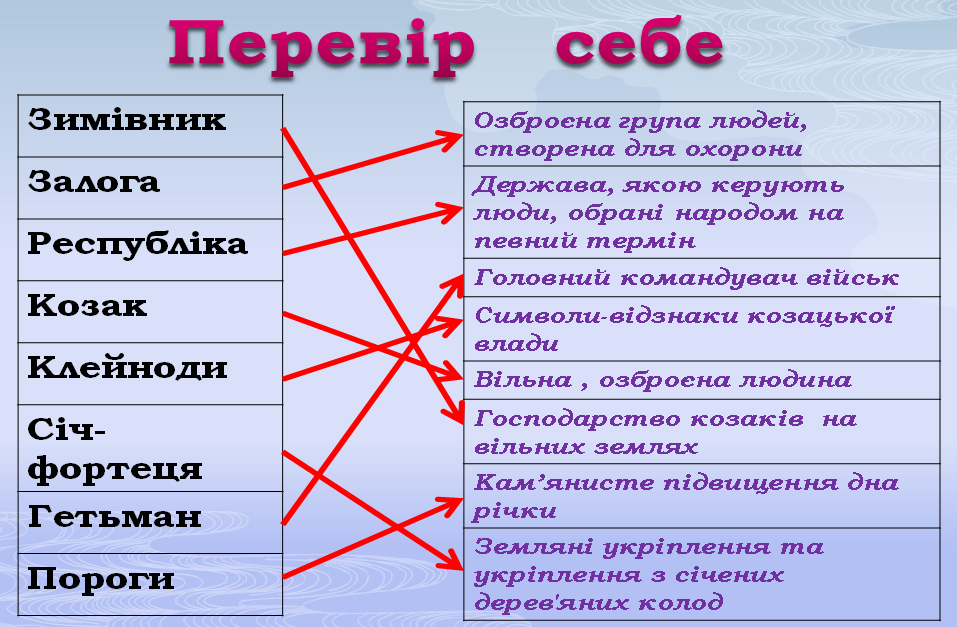 Перевір себе
Зимівник
Залога
Республіка
Козак
Клейноди
Січ-
фортеця
Гетьман
Пороги
Озброєна група людей,
створена для охорони
Держава, якою керують
люди, обрані народом на
певний термін
Головний командувач військ
Символи-відзнаки козацької
влади
Вільна , озброєна людина
Господарство козаків на
вільних землях
Кам’янисте підвищення дна
річки
Земляні укріплення та
укріплення з січених
дерев'яних колод